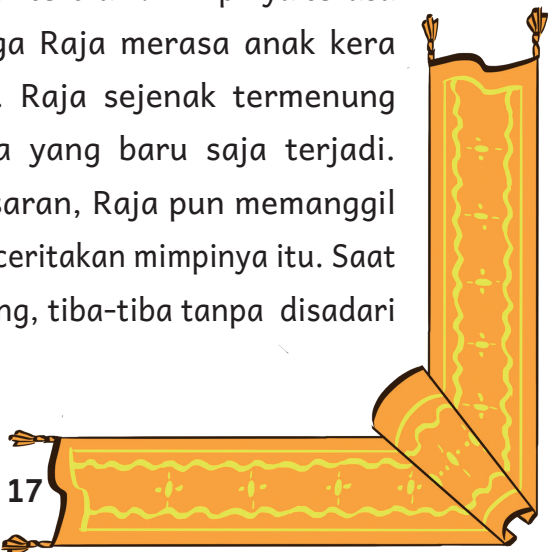 ga Raja merasa anak kera
Raja sejenak termenung
a yang baru saja terjadi.
saran, Raja pun memanggil
ceritakan mimpinya itu. Saat
ng, tiba-tiba tanpa disadari
17